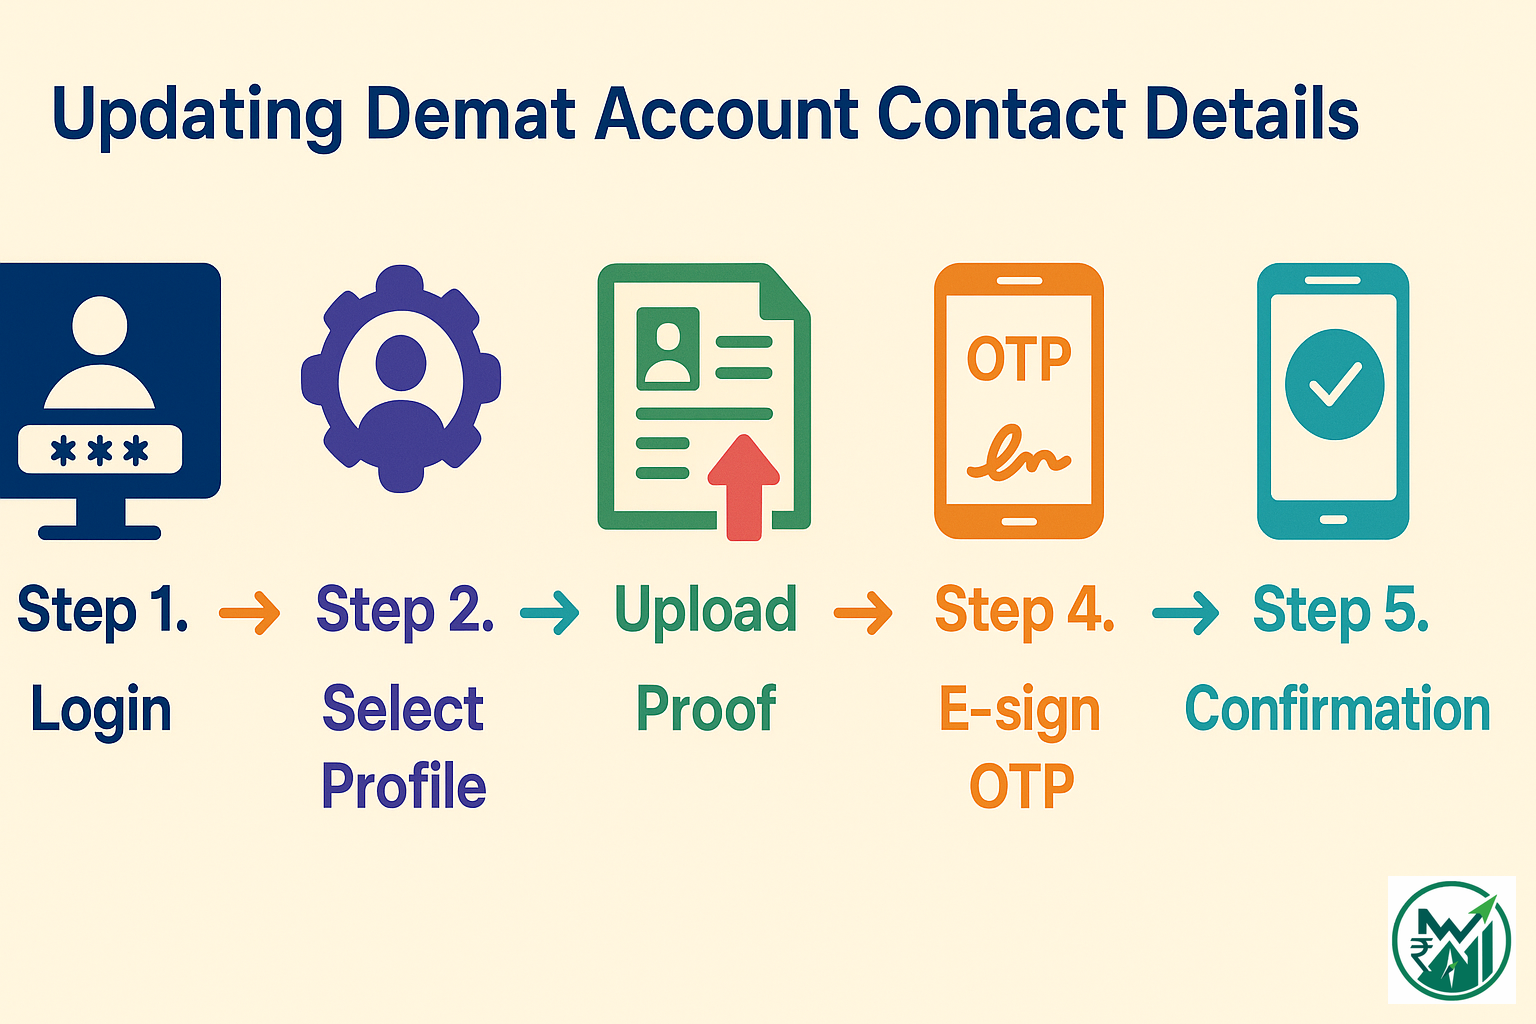 Updating Demat Account Contact Details
***
OTP
Step 1. → Step 2. → Upload → Step 4. → Step 5.
Login
Select
Profile
Proof
E-sign
OTP
Confirmation
₹